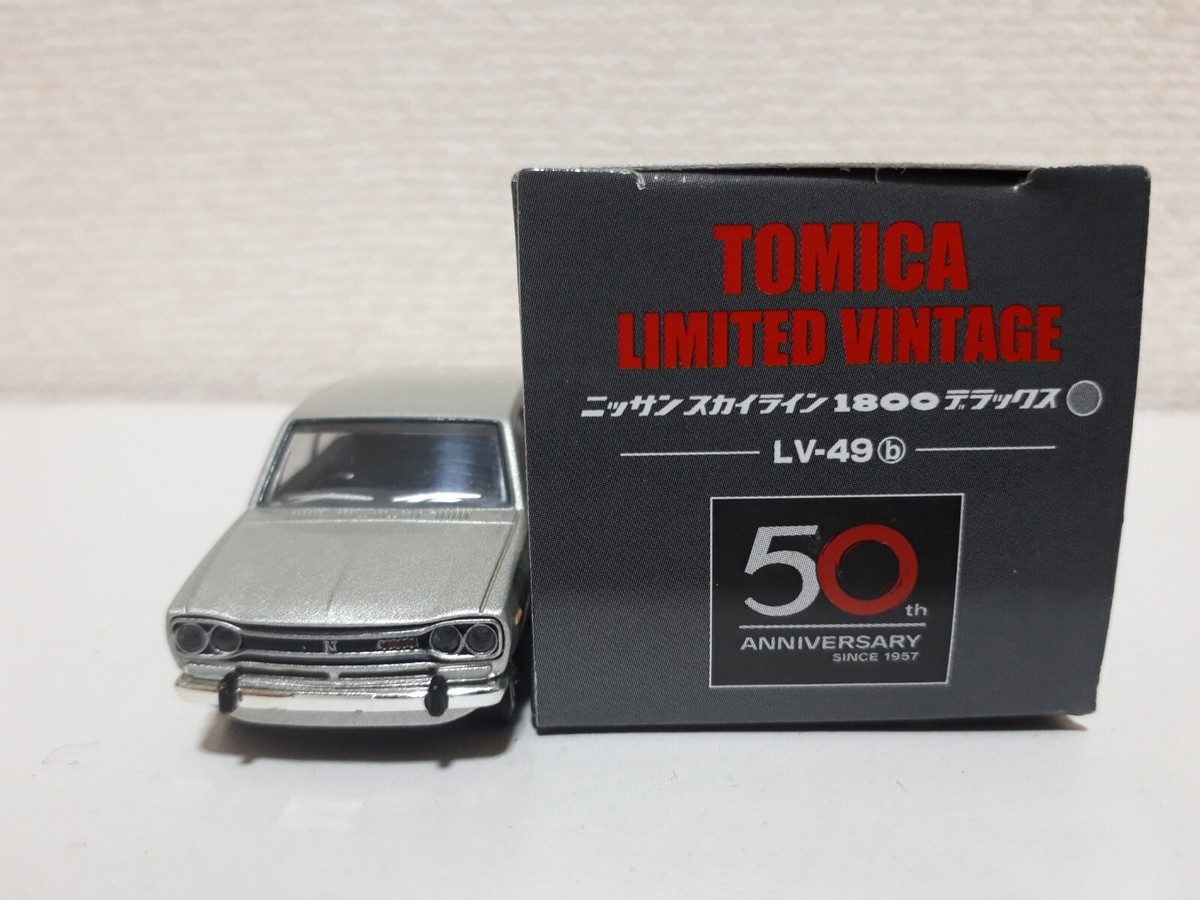 TOMICA
LIMITED VINTAGE
ニッサン スカイライン 1800 デラックス
LV-49 ⓑ
50th
ANNIVERSARY
SINCE 1957